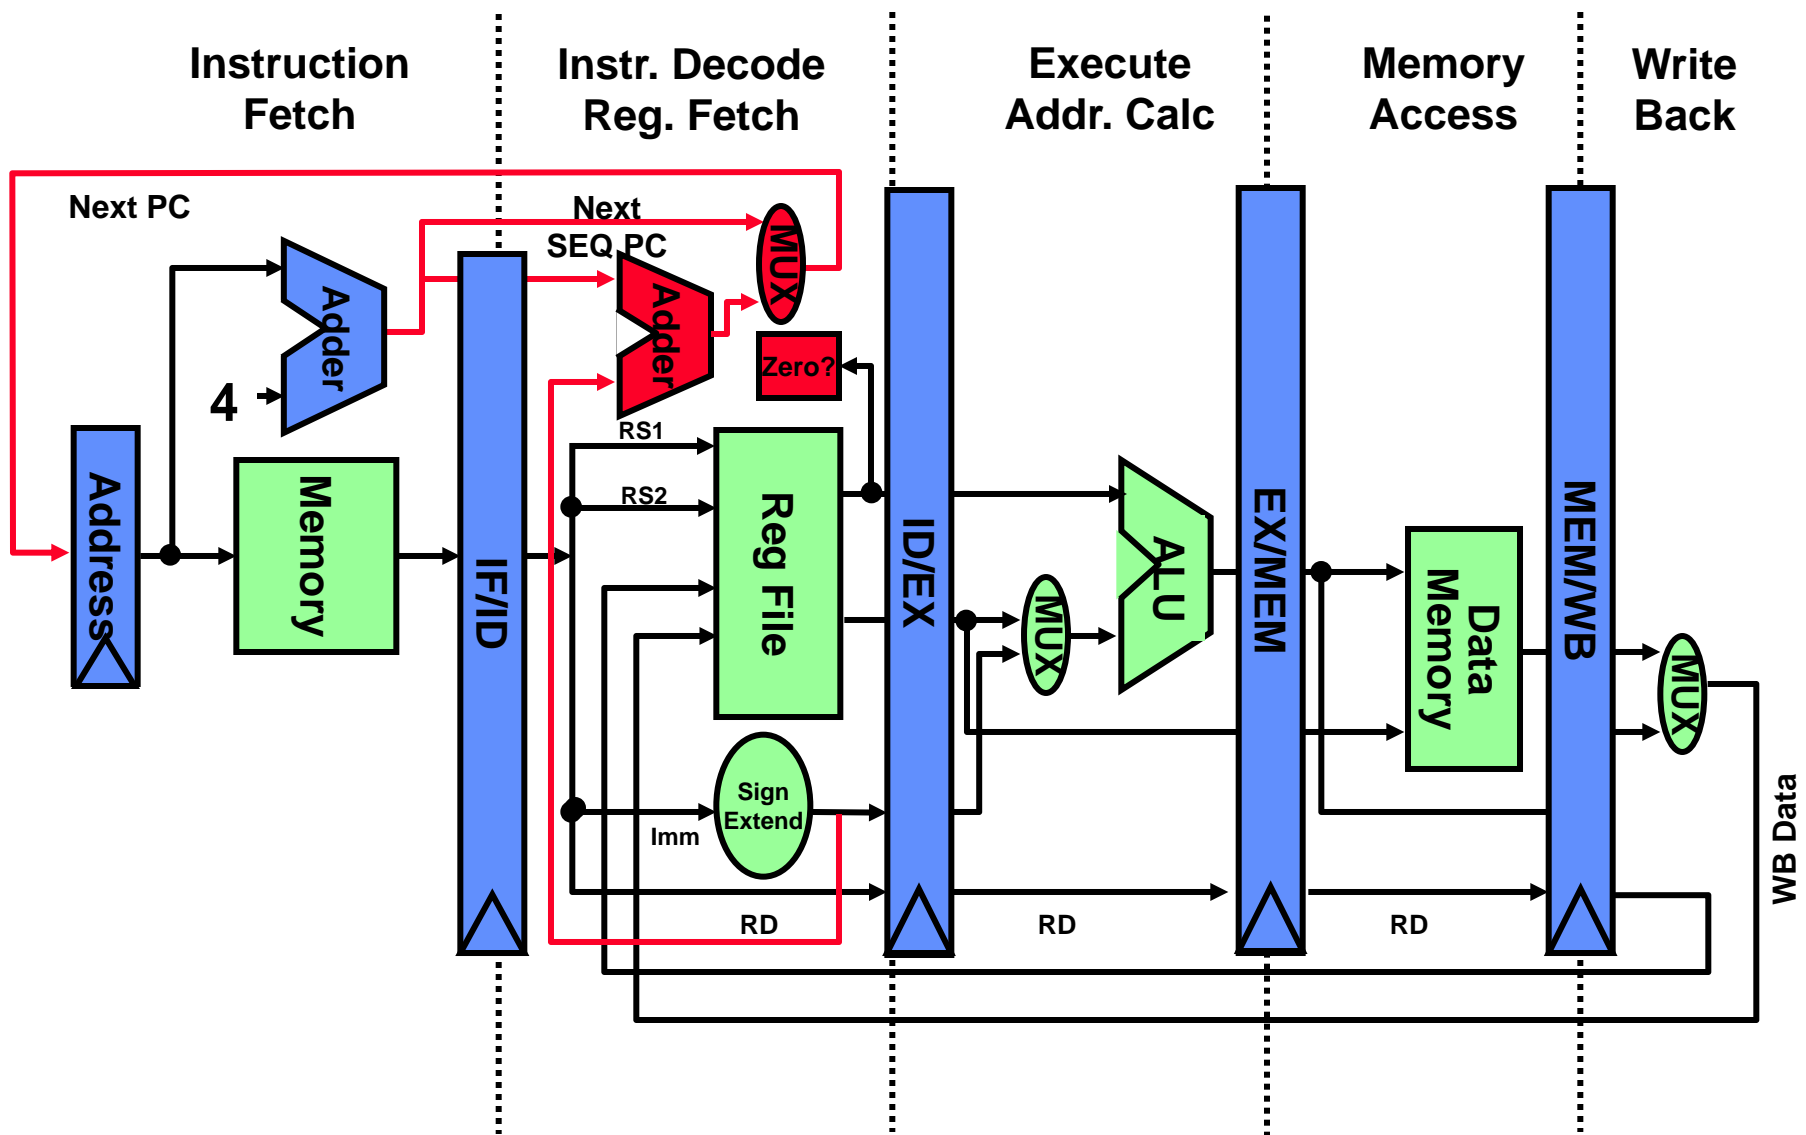 Instruction
Fetch
Instr. Decode
Reg. Fetch
Execute
Addr. Calc
Memory
Access
Write
Back
Next PC
Next
SEQ PC
MUX
Adder
Adder
Zero?
4
RS1
RS2
Address
Memory
IF/ID
Reg File
ID/EX
MUX
ALU
EX/MEM
Data
Memory
MEM/WB
MUX
Sign
Extend
Imm
WB Data
RD
RD
RD